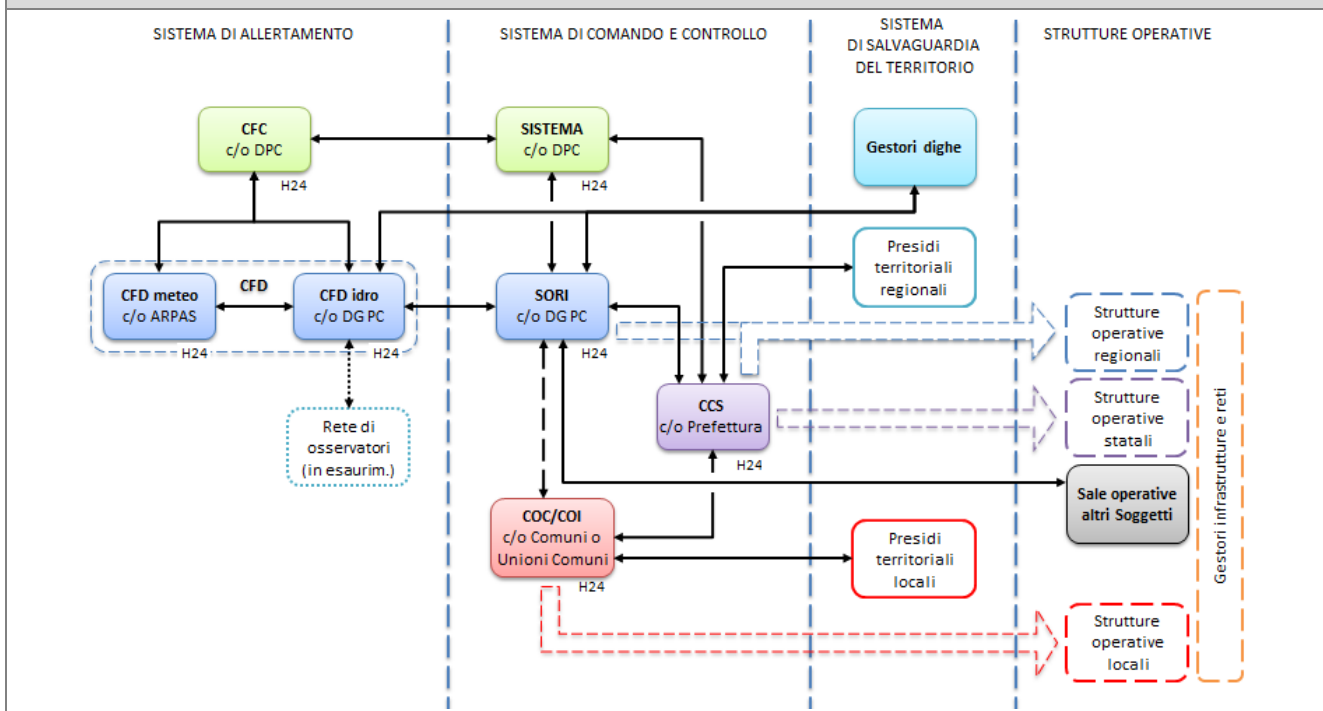 SISTEMA DI ALLERTAMENTO
SISTEMA DI COMANDO E CONTROLLO
SISTEMA
DI SALVAGUARDIA
DEL TERRITORIO
STRUTTURE OPERATIVE
CFC
c/o DPC
H24
SISTEMA
c/o DPC
H24
Gestori dighe
Presidi
territoriali
regionali
CFD meteo
c/o ARPAS
H24
CFD
CFD idro
c/o DG PC
H24
SORI
c/o DG PC
H24
Strutture
operative
regionali
CCS
c/o Prefettura
H24
Strutture
operative
statali
Rete di
osservatori
(in esaurim.)
Sale operative
altri Soggetti
COC/COI
c/o Comuni o
Unioni Comuni
H24
Presidi
territoriali
locali
Strutture
operative
locali
Gestori infrastrutture e reti